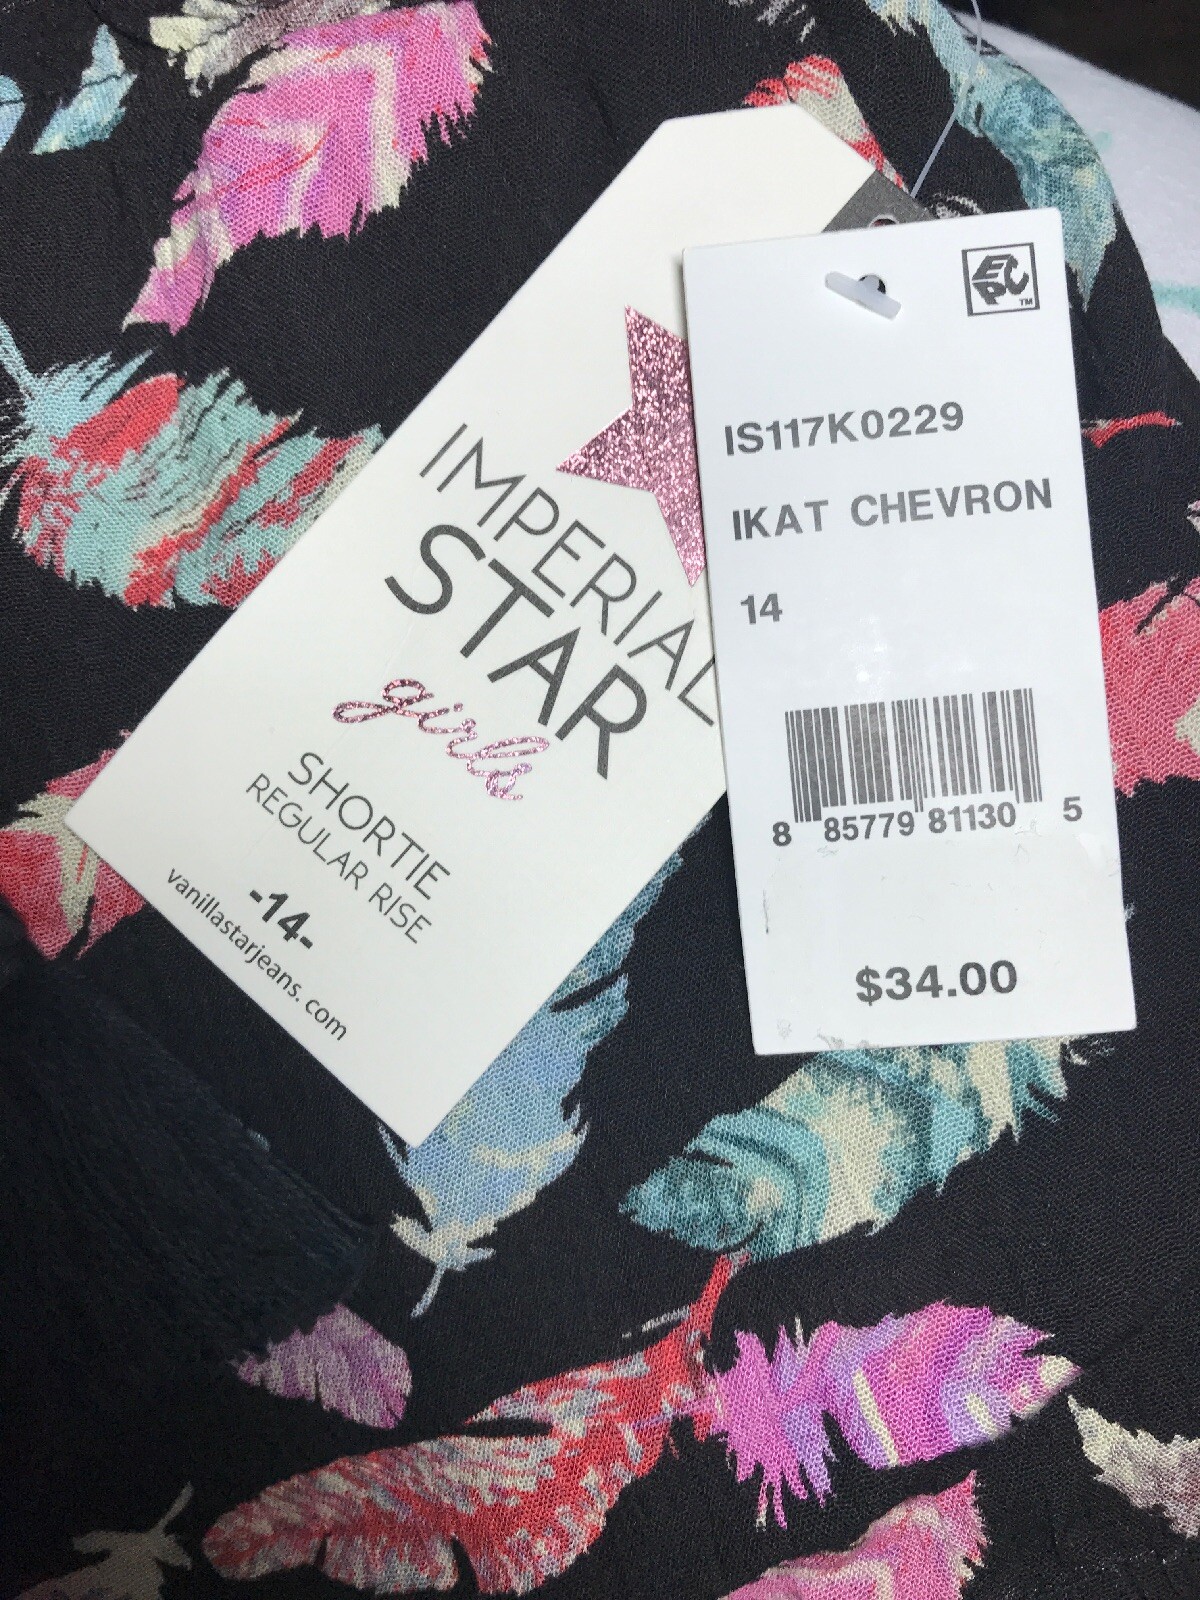 IMPERIAL
STAR
girls
SHORTIE
REGULAR RISE
-14-
vanillastarjeans.com
EPC
TM
IS117K0229
IKAT CHEVRON
14
8 85779 81130 5
$34.00